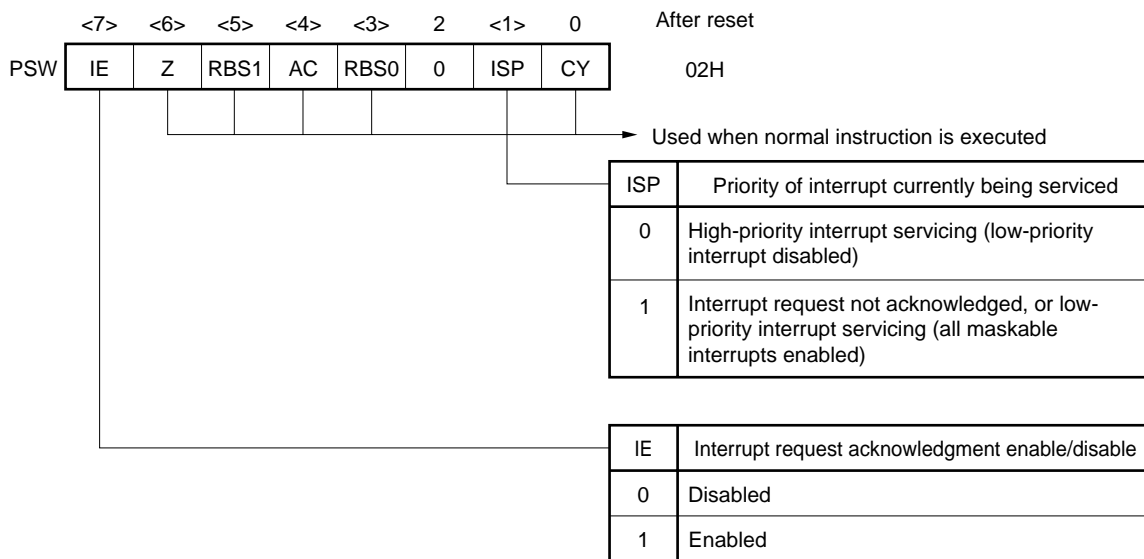 <7> <6> <5> <4> <3> 2 <1> 0 After reset
PSW IE Z RBS1 AC RBS0 0 ISP CY 02H
Used when normal instruction is executed
ISP Priority of interrupt currently being serviced
0 High-priority interrupt servicing (low-priority
interrupt disabled)
1 Interrupt request not acknowledged, or low-
priority interrupt servicing (all maskable
interrupts enabled)
IE Interrupt request acknowledgment enable/disable
0 Disabled
1 Enabled